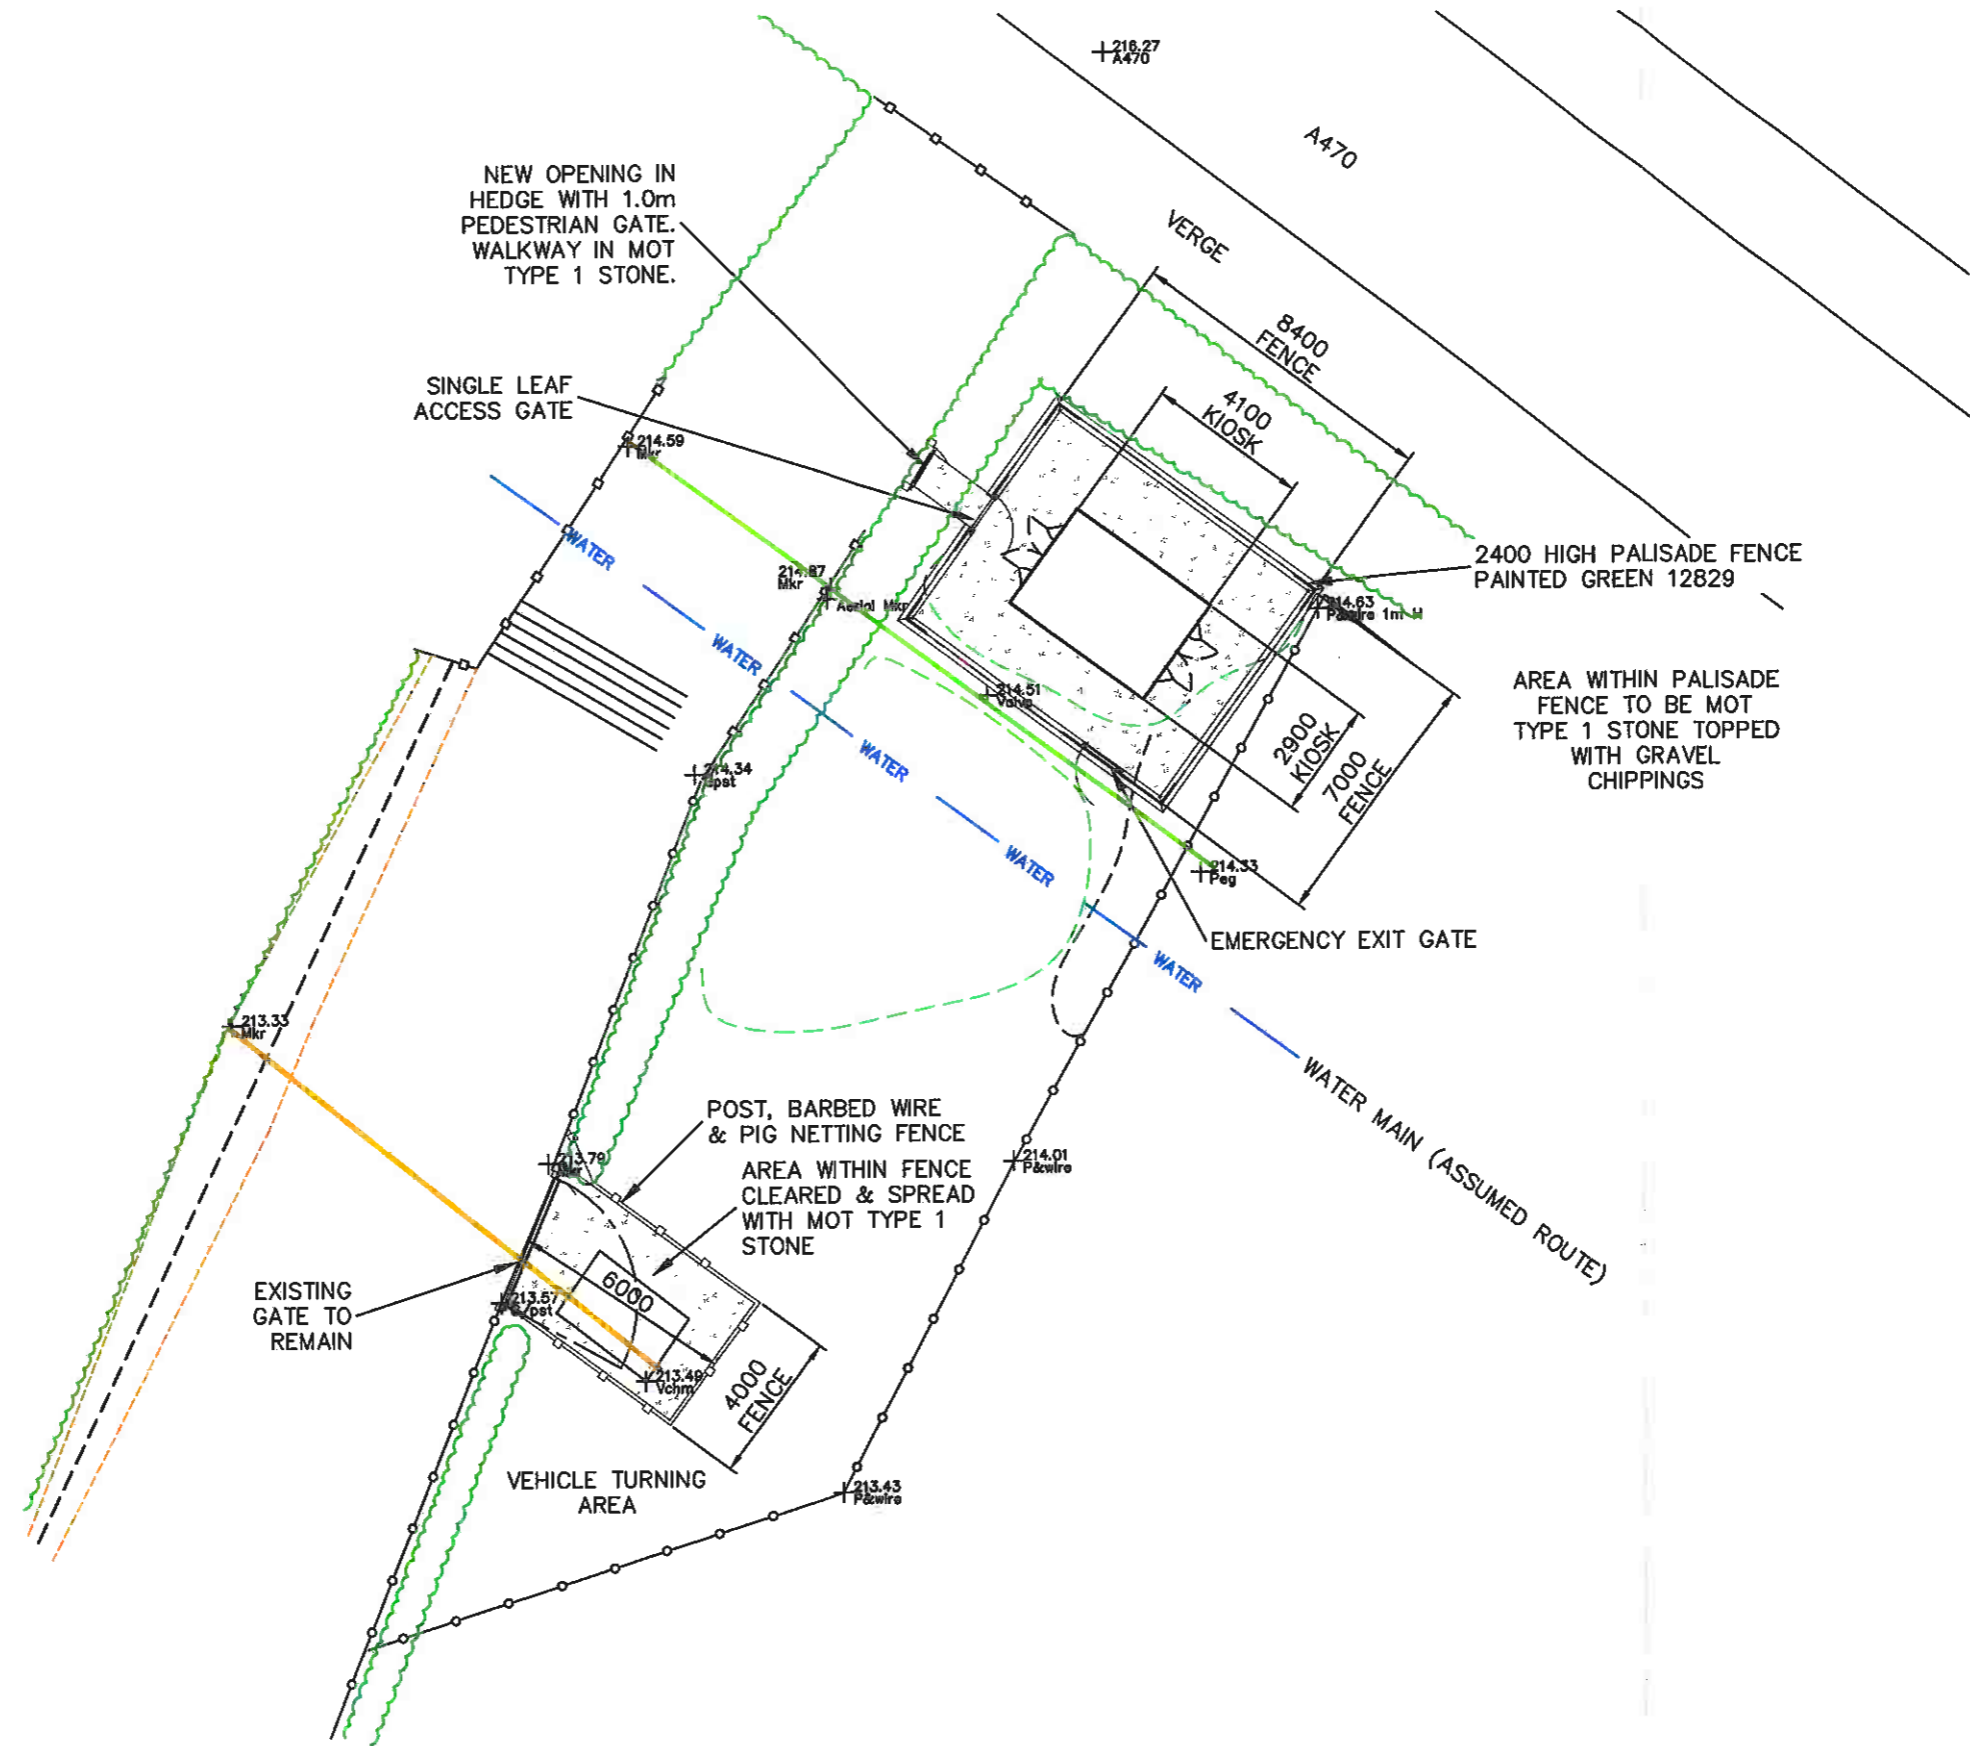 216.27
A470
A470
VERGE
NEW OPENING IN
HEDGE WITH 1.0m
PEDESTRIAN GATE.
WALKWAY IN MOT
TYPE 1 STONE.
8400
FENCE
4100
KIOSK
SINGLE LEAF
ACCESS GATE
214.59
Mkr
WATER
214.87
Mkr
Aerial Mkr
2400 HIGH PALISADE FENCE
PAINTED GREEN 12829
214.63
P&wire 1m H
WATER
AREA WITHIN PALISADE
FENCE TO BE MOT
TYPE 1 STONE TOPPED
WITH GRAVEL
CHIPPINGS
214.51
Valve
2900
KIOSK
7000
FENCE
WATER
214.34
WATER
214.33
Peg
EMERGENCY EXIT GATE
WATER
213.33
Mkr
WATER MAIN (ASSUMED ROUTE)
POST, BARBED WIRE
& PIG NETTING FENCE
213.79
214.01
P&wire
AREA WITHIN FENCE
CLEARED & SPREAD
WITH MOT TYPE 1
STONE
EXISTING
GATE TO
REMAIN
6000
213.57
213.49
Vchm
4000
FENCE
VEHICLE TURNING
AREA
213.43
P&wire